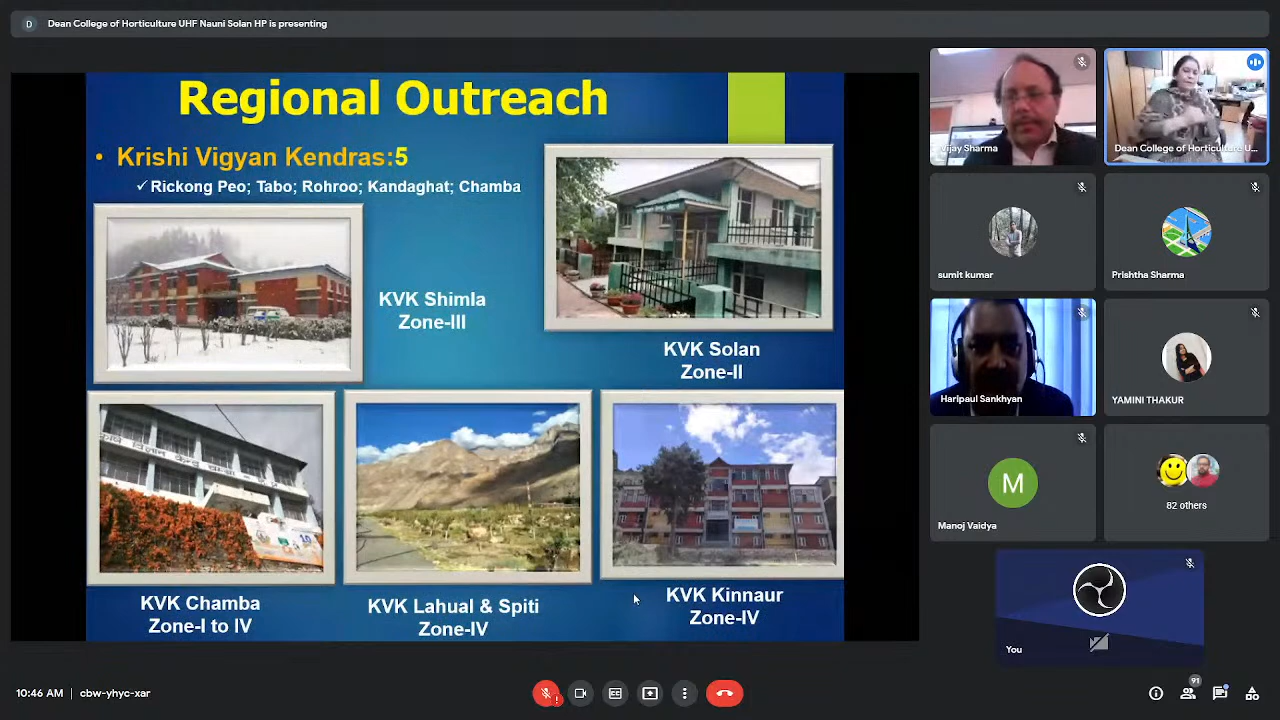 D
Dean College of Horticulture UHF Nauni Solan HP is presenting
Regional Outreach
• Krishi Vigyan Kendras:5
✓Rickong Peo; Tabo; Rohroo; Kandaghat; Chamba
KVK Shimla
Zone-III
KVK Solan
Zone-II
KVK Chamba
Zone-I to IV
KVK Lahual & Spiti
Zone-IV
KVK Kinnaur
Zone-IV
Vijay Sharma
Dean College of Horticulture U...
sumit kumar
Prishtha Sharma
Haripaul Sankhyan
YAMINI THAKUR
M
Manoj Vaidya
82 others
You
10:46 AM | cbw-yhyc-xar
91